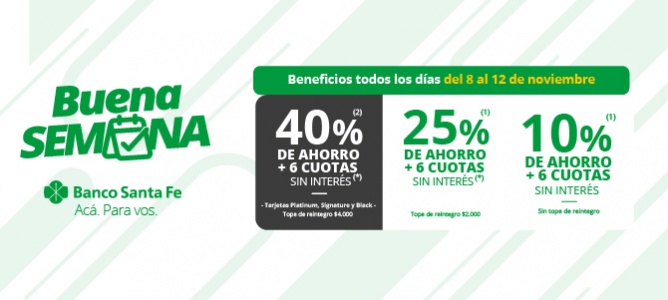 Buena
SEMANA
Banco Santa Fe
Acá. Para vos.
Beneficios todos los días del 8 al 12 de noviembre
40% (2)
DE AHORRO
+ 6 CUOTAS
SIN INTERÉS (*)
- Tarjetas Platinum, Signature y Black -
Tope de reintegro $4.000
25% (1)
DE AHORRO
+ 6 CUOTAS
SIN INTERÉS (*)
Tope de reintegro $2.000
10% (1)
DE AHORRO
+ 6 CUOTAS
SIN INTERÉS
Sin tope de reintegro